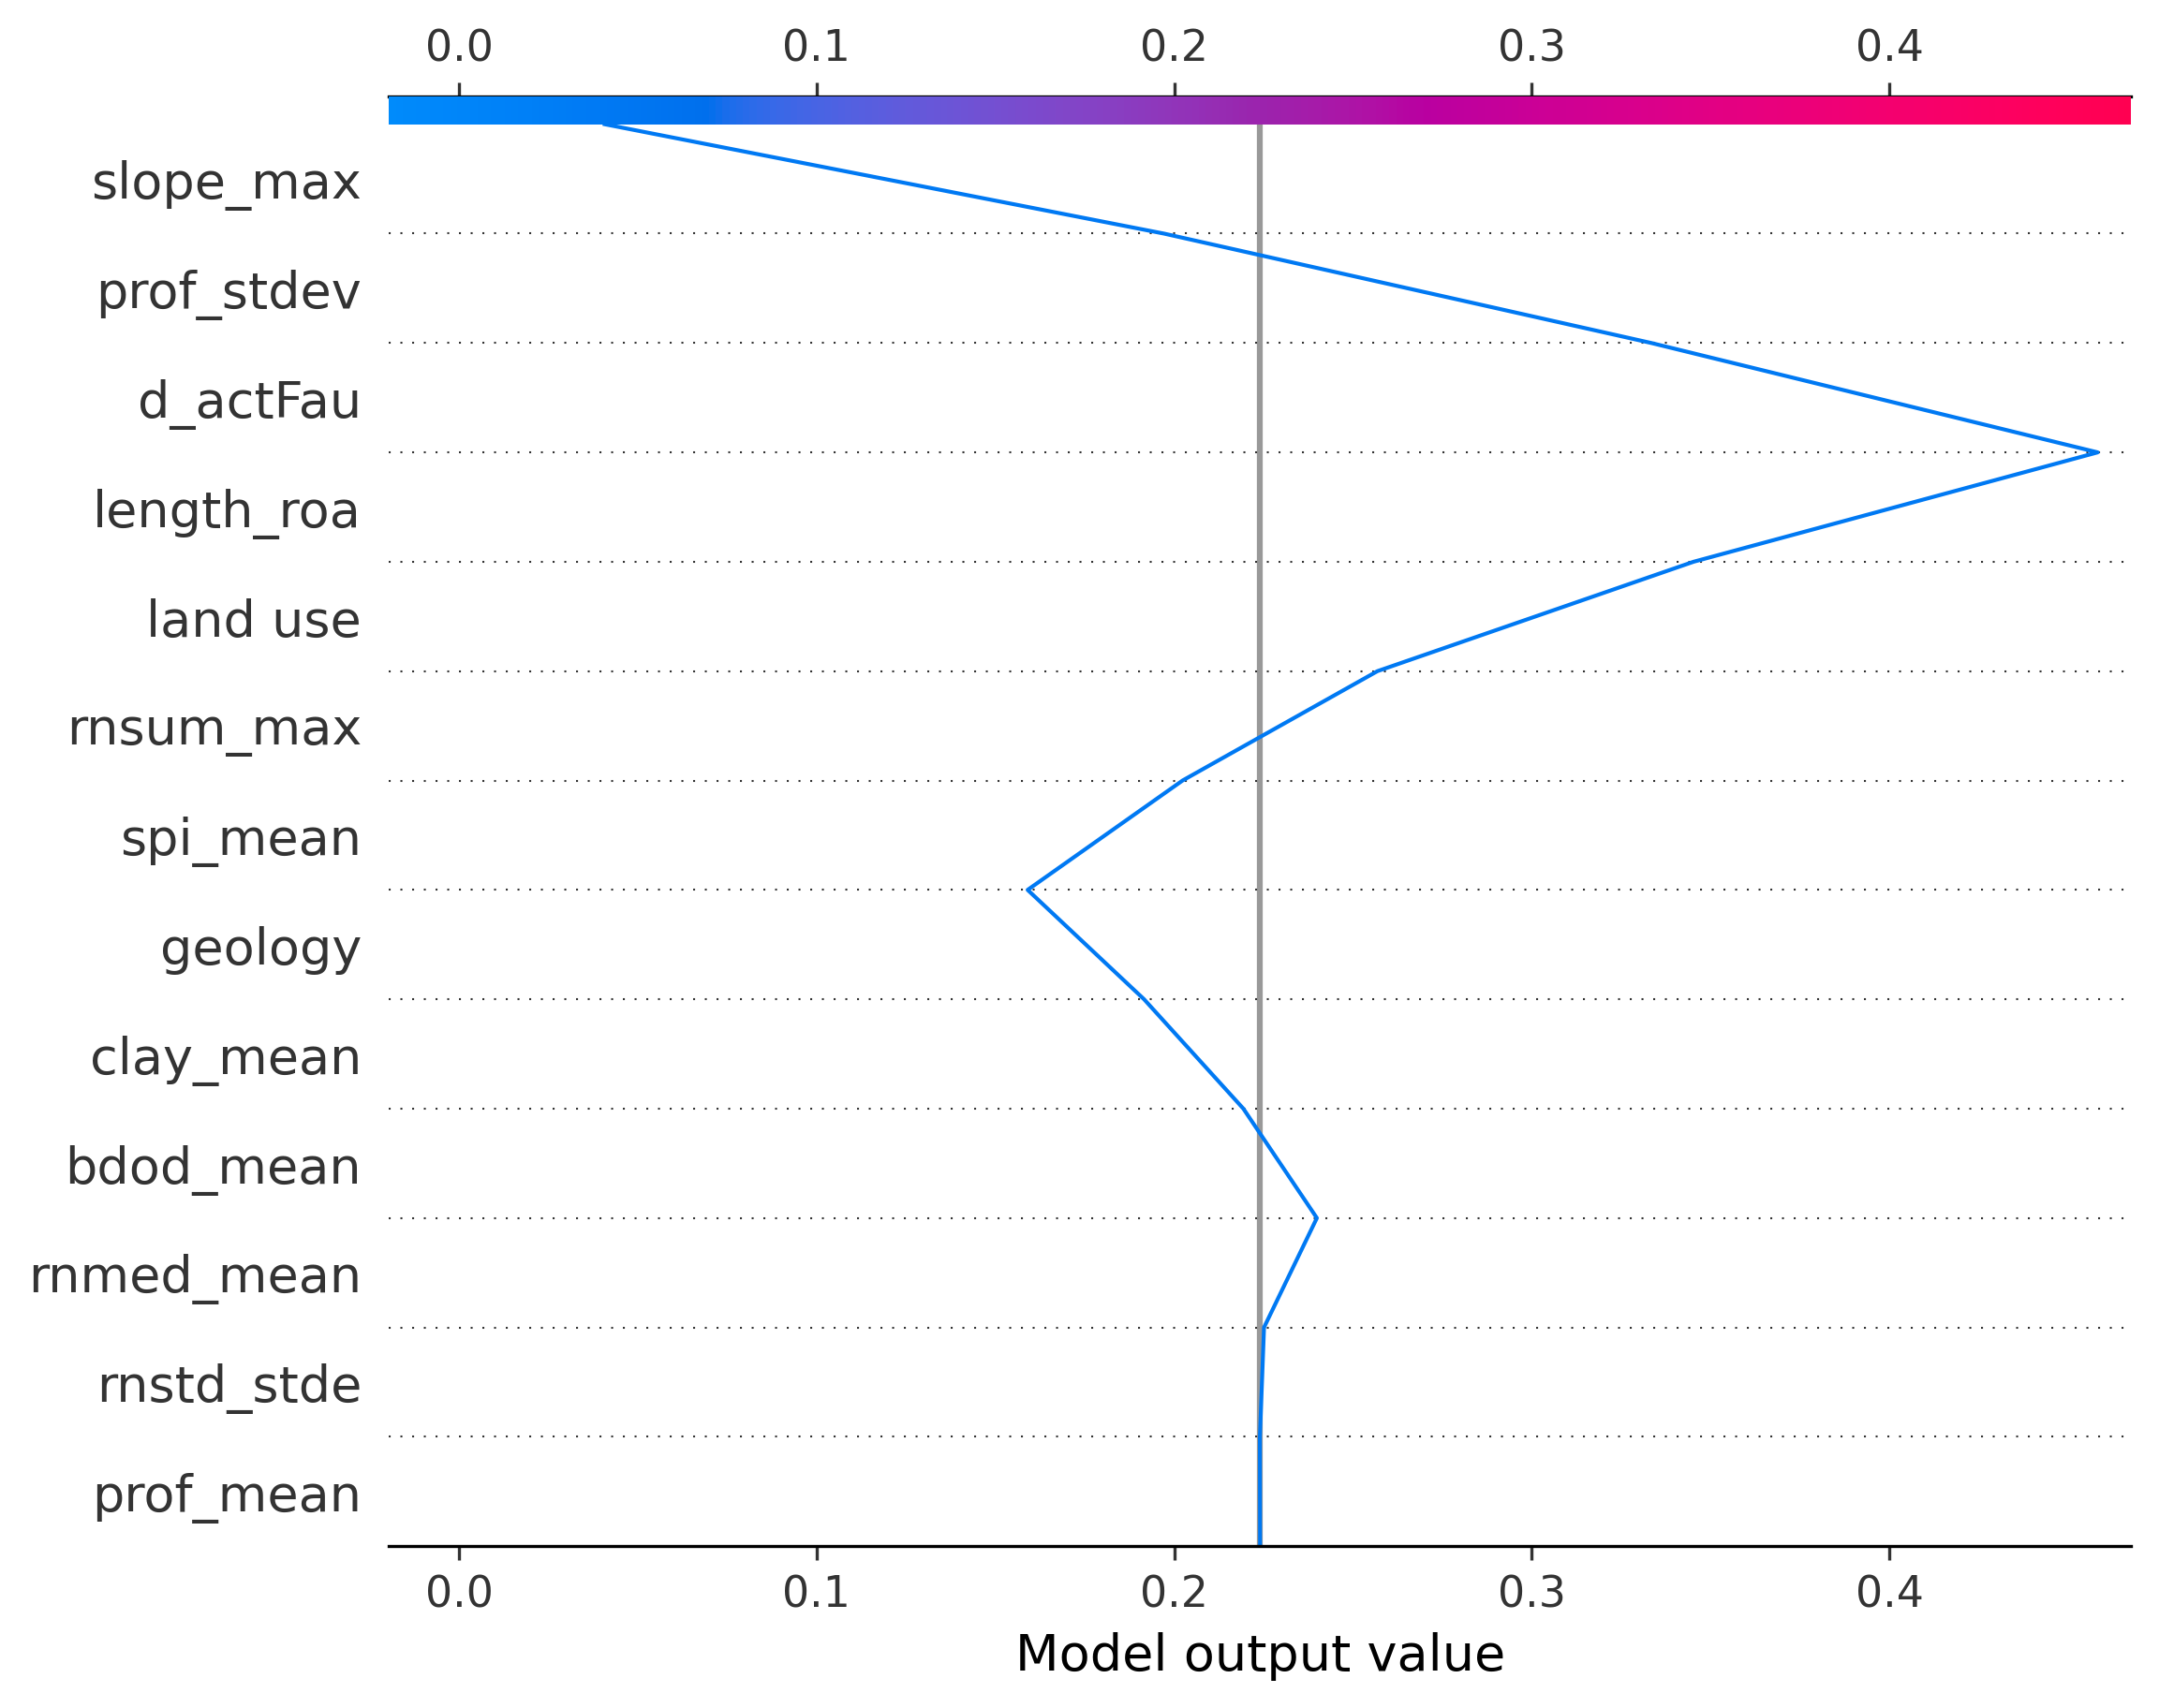 0.0 0.1 0.2 0.3 0.4
slope_max
prof_stdev
d_actFau
length_roa
land use
rnsum_max
spi_mean
geology
clay_mean
bdod_mean
rnmed_mean
rnstd_stde
prof_mean
0.0 0.1 0.2 0.3 0.4
Model output value